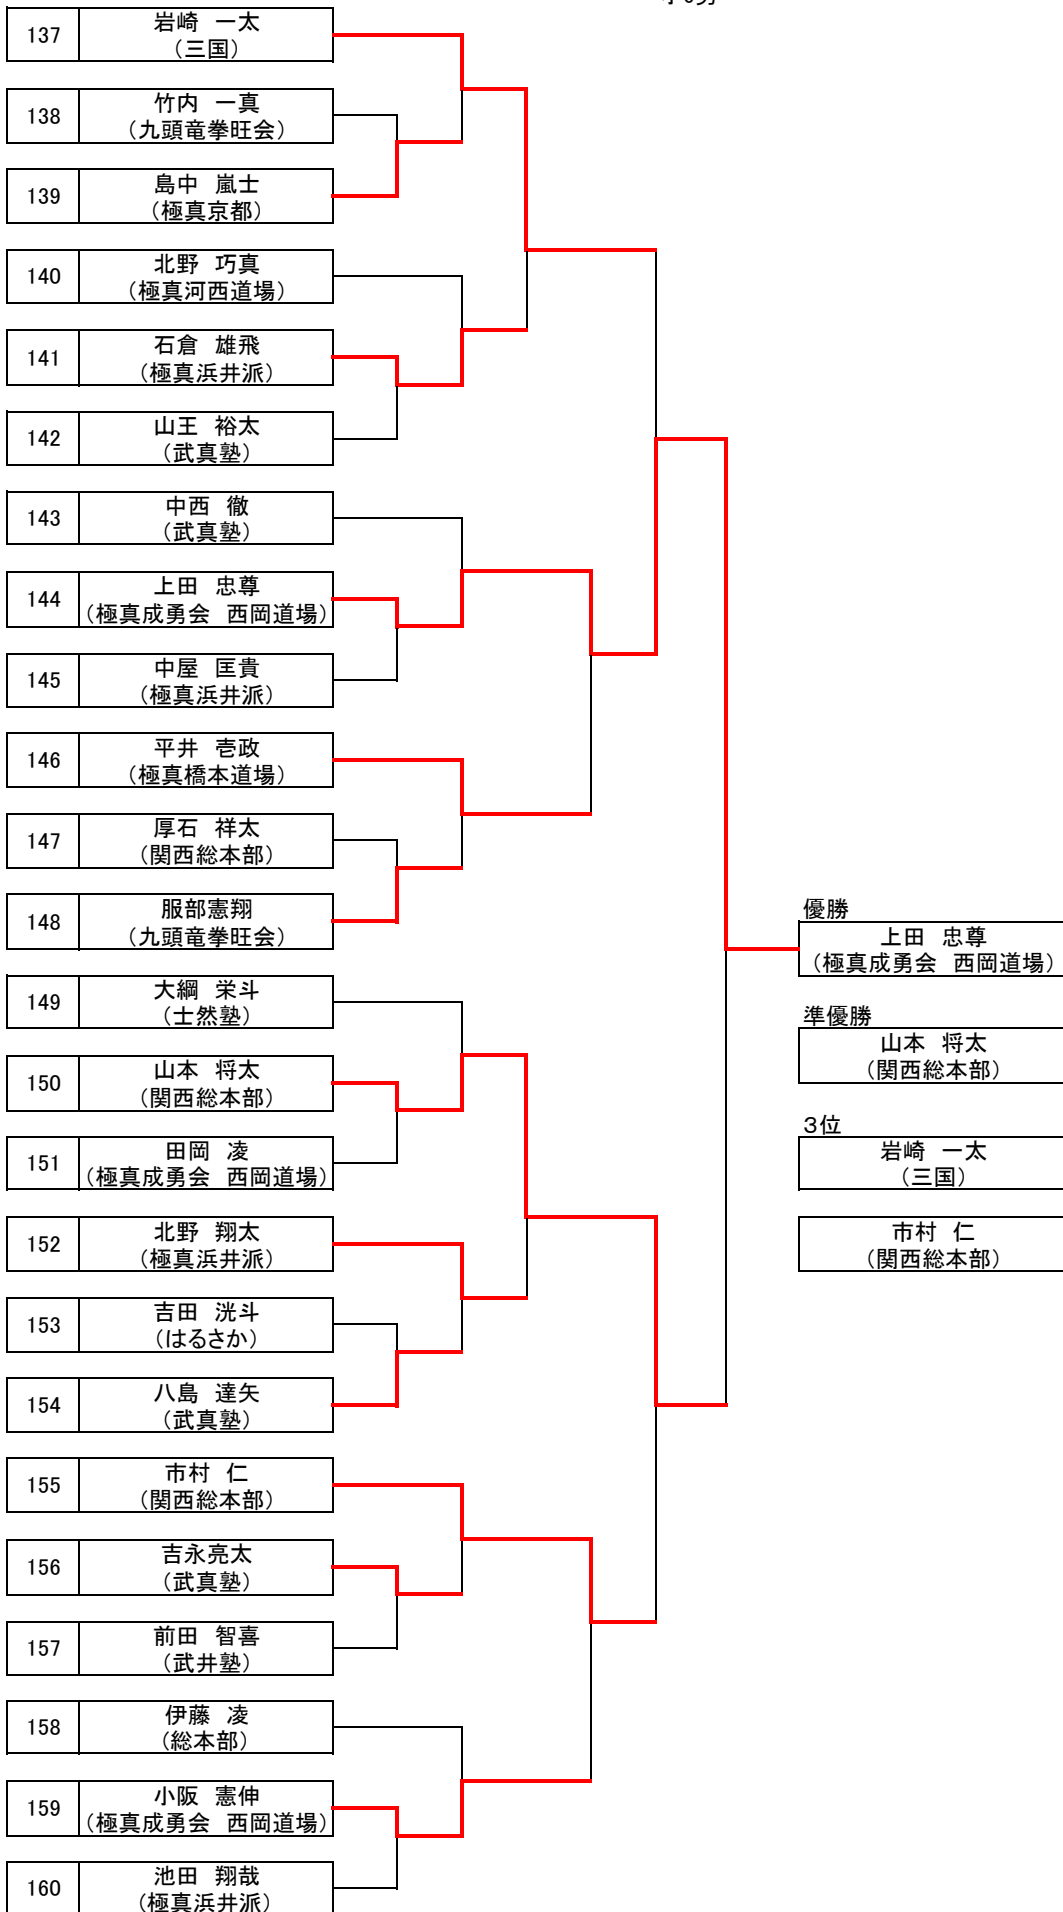 137
岩崎　一太
（三国）
138
竹内　一真
（九頭竜拳旺会）
139
島中　嵐士
（極真京都）
140
北野　巧真
（極真河西道場）
141
石倉　雄飛
（極真浜井派）
142
山王　裕太
（武真塾）
143
中西　徹
（武真塾）
144
上田　忠尊
（極真成勇会　西岡道場）
145
中屋　匡貴
（極真浜井派）
146
平井　壱政
（極真橋本道場）
147
厚石　祥太
（関西総本部）
148
服部憲翔
（九頭竜拳旺会）
149
大綱　栄斗
（士然塾）
150
山本　将太
（関西総本部）
151
田岡　凌
（極真成勇会　西岡道場）
152
北野　翔太
（極真浜井派）
153
吉田　洸斗
（はるさか）
154
八島　達矢
（武真塾）
155
市村　仁
（関西総本部）
156
吉永亮太
（武真塾）
157
前田　智喜
（武井塾）
158
伊藤　凌
（総本部）
159
小阪　憲伸
（極真成勇会　西岡道場）
160
池田　翔哉
（極真浜井派）
優勝
上田　忠尊
（極真成勇会　西岡道場）
準優勝
山本　将太
（関西総本部）
３位
岩崎　一太
（三国）
市村　仁
（関西総本部）